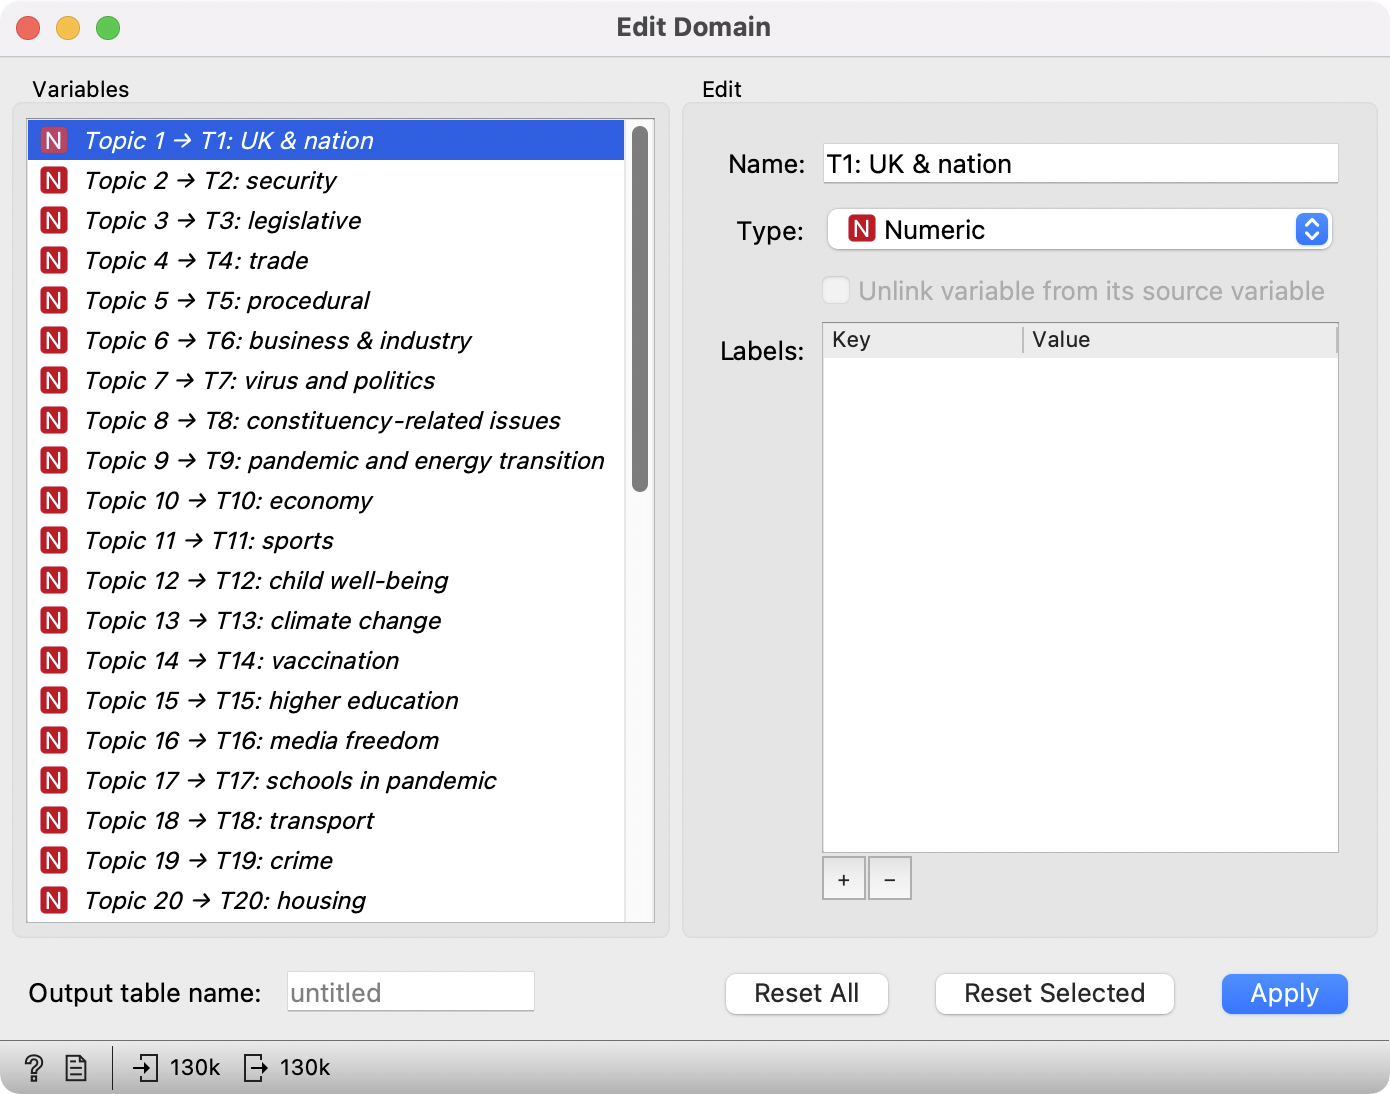 Edit Domain
Variables
N Topic 1 → T1: UK & nation
N Topic 2 → T2: security
N Topic 3 → T3: legislative
N Topic 4 → T4: trade
N Topic 5 → T5: procedural
N Topic 6 → T6: business & industry
N Topic 7 → T7: virus and politics
N Topic 8 → T8: constituency-related issues
N Topic 9 → T9: pandemic and energy transition
N Topic 10 → T10: economy
N Topic 11 → T11: sports
N Topic 12 → T12: child well-being
N Topic 13 → T13: climate change
N Topic 14 → T14: vaccination
N Topic 15 → T15: higher education
N Topic 16 → T16: media freedom
N Topic 17 → T17: schools in pandemic
N Topic 18 → T18: transport
N Topic 19 → T19: crime
N Topic 20 → T20: housing
Edit
Name: T1: UK & nation
Type: N Numeric
Unlink variable from its source variable
Labels: Key Value
+ −
Output table name: untitled
Reset All Reset Selected Apply
? 130k 130k